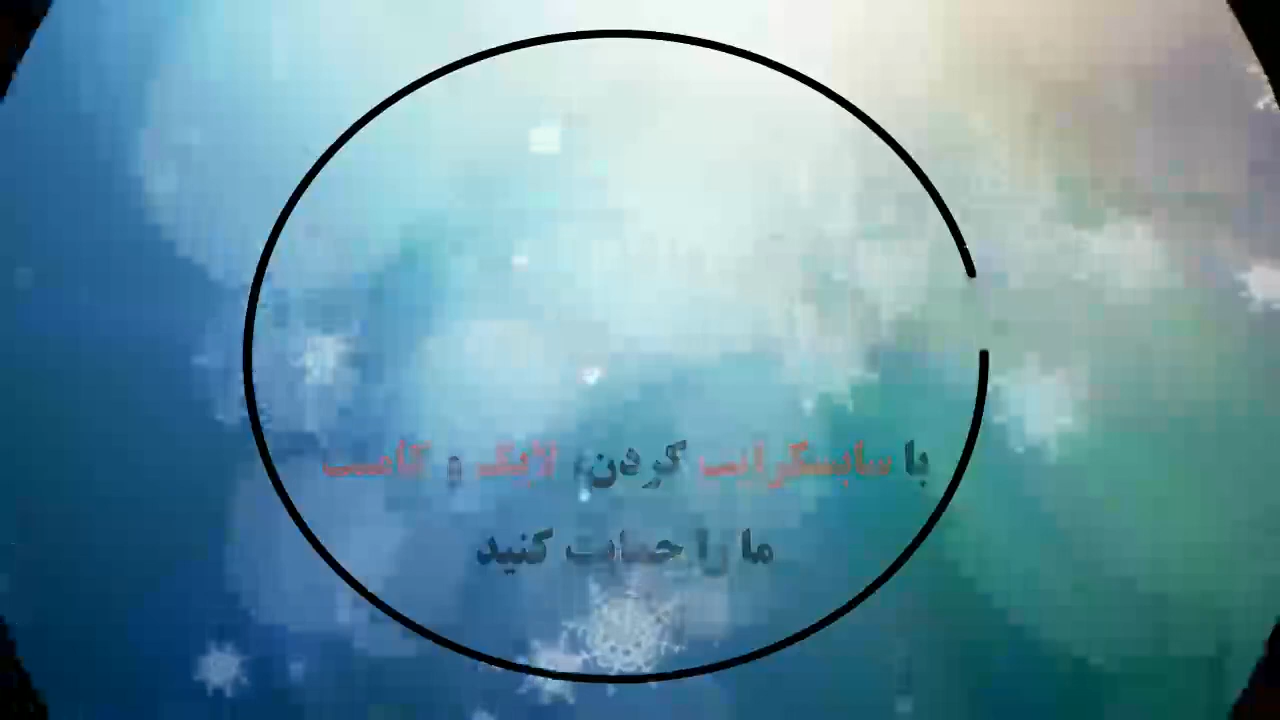 با سابسکرایب کردن، لایک و کامنت
ما را حمایت کنید